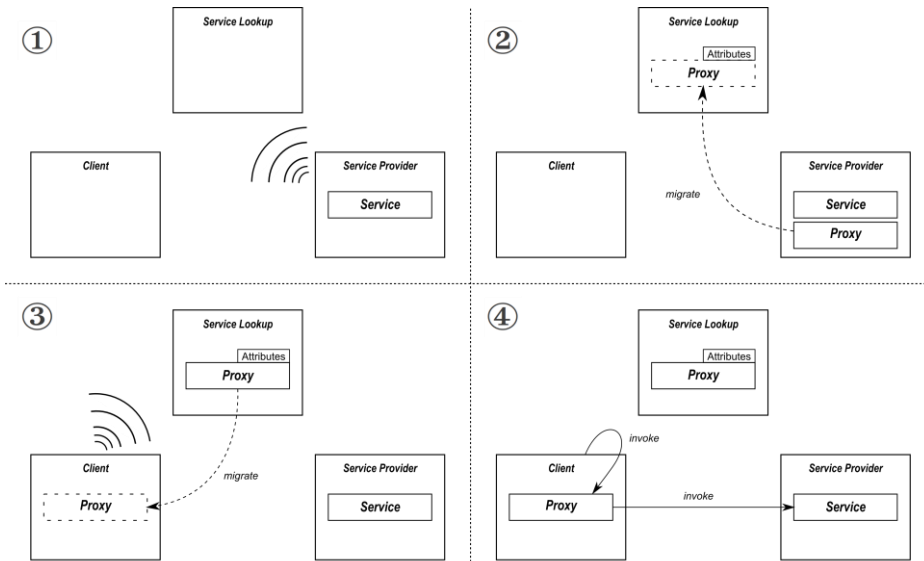 ①
Service Lookup
Client
Service Provider
Service
②
Service Lookup
Attributes
Proxy
Client
migrate
Service Provider
Service
Proxy
③
Service Lookup
Attributes
Proxy
migrate
Client
Proxy
Service Provider
Service
④
Service Lookup
Attributes
Proxy
invoke
Client
Proxy
invoke
Service Provider
Service